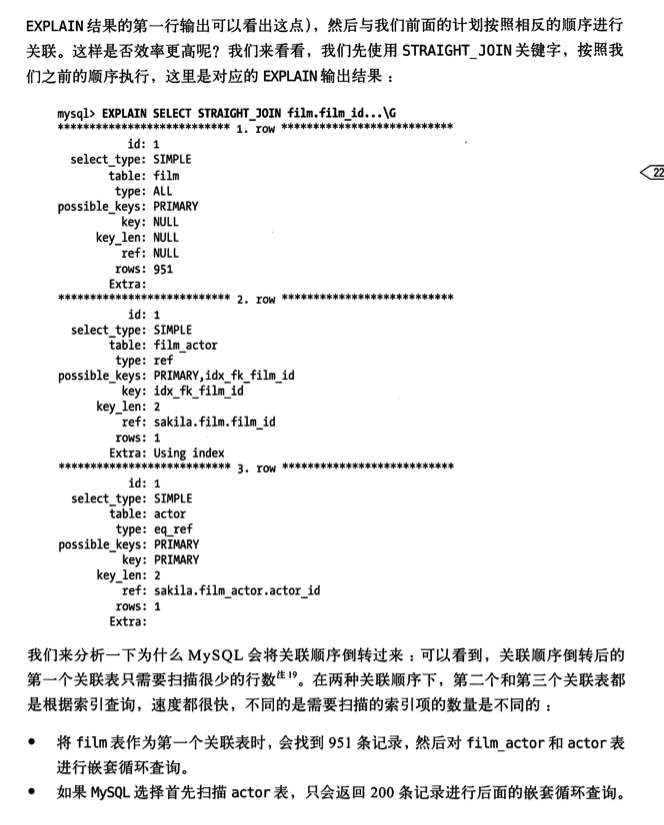 EXPLAIN 结果的第一行输出可以看出这点），然后与我们前面的计划按照相反的顺序进行
关联。这样是否效率更高呢？我们来看看，我们先使用 STRAIGHT_JOIN 关键字，按照我
们之前的顺序执行，这里是对应的 EXPLAIN 输出结果：
mysql> EXPLAIN SELECT STRAIGHT_JOIN film.film_id...\G
*************************** 1. row ***************************
id: 1
select_type: SIMPLE
table: film
type: ALL
possible_keys: PRIMARY
key: NULL
key_len: NULL
ref: NULL
rows: 951
Extra:
*************************** 2. row ***************************
id: 1
select_type: SIMPLE
table: film_actor
type: ref
possible_keys: PRIMARY,idx_fk_film_id
key: idx_fk_film_id
key_len: 2
ref: sakila.film.film_id
rows: 1
Extra: Using index
*************************** 3. row ***************************
id: 1
select_type: SIMPLE
table: actor
type: eq_ref
possible_keys: PRIMARY
key: PRIMARY
key_len: 2
ref: sakila.film_actor.actor_id
rows: 1
Extra:
我们来分析一下为什么 MySQL 会将关联顺序倒转过来：可以看到，关联顺序倒转后的
第一个关联表只需要扫描很少的行数注19。在两种关联顺序下，第二个和第三个关联表都
是根据索引查询，速度都很快，不同的是需要扫描的索引项的数量是不同的：
• 将 film 表作为第一个关联表时，会找到 951 条记录，然后对 film_actor 和 actor 表
进行嵌套循环查询。
• 如果 MySQL 选择首先扫描 actor 表，只会返回 200 条记录进行后面的嵌套循环查询。